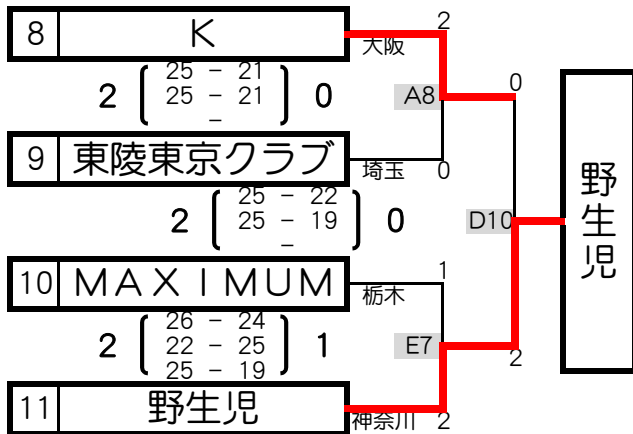 8 K 大阪 2
2 25 - 21 0
25 - 21
-
A8
0
9 東陵東京クラブ 埼玉 0
2 25 - 22 0
25 - 19
-
D10
野生児
10 MAXIMUM 栃木 1
2 26 - 24 1
22 - 25
25 - 19
E7
2
11 野生児 神奈川 2